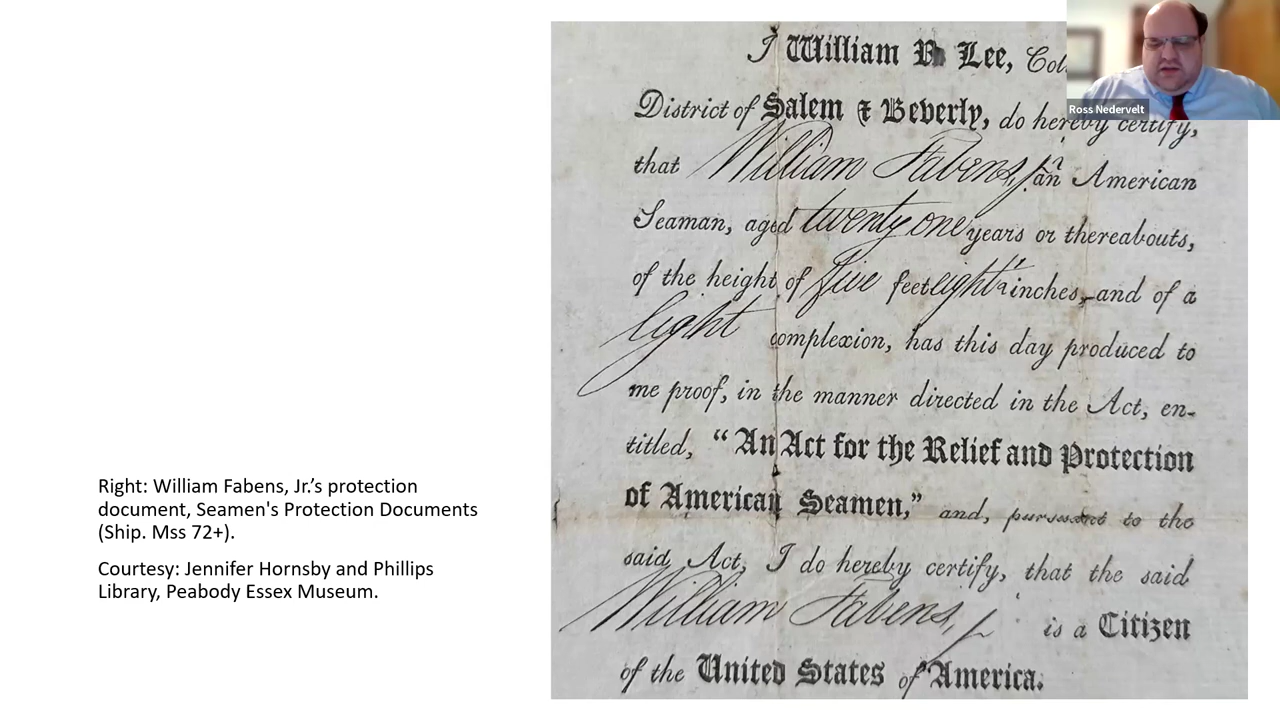 Right: William Fabens, Jr.'s protection
document, Seamen's Protection Documents
(Ship. Mss 72+).
Courtesy: Jennifer Hornsby and Phillips
Library, Peabody Essex Museum.
I William R. Lee, Col
District of Salem & Beverly, do hereby certify,
that William Fabens, Jr. an American
Seaman, aged twenty one years or thereabouts,
of the height of five feet eight inches, and of a
light complexion, has this day produced to
me proof, in the manner directed in the Act, en-
titled, "An Act for the Relief and Protection
of American Seamen," and, pursuant to the
said Act, I do hereby certify, that the said
William Fabens, J is a Citizen
of the United States of America.
Ross Nedervelt